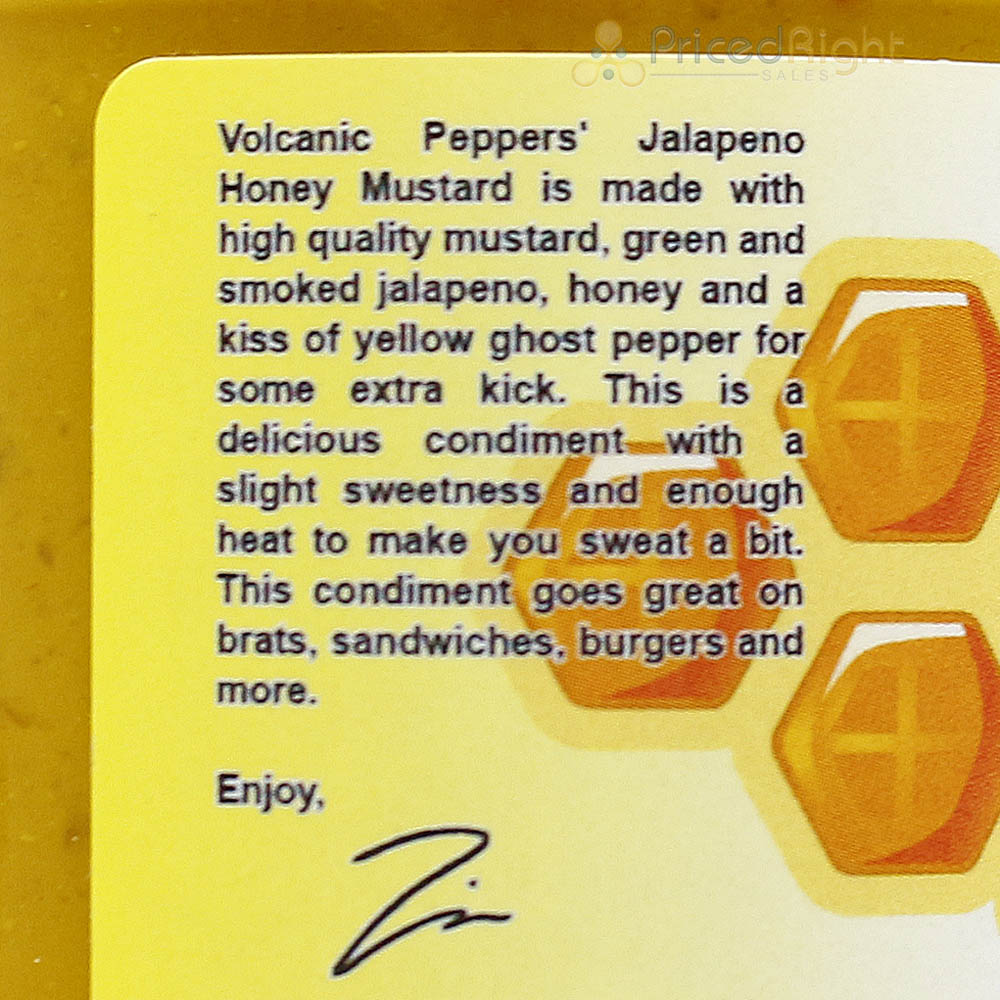 PricedRight
SALES
Volcanic Peppers' Jalapeno
Honey Mustard is made with
high quality mustard, green and
smoked jalapeno, honey and a
kiss of yellow ghost pepper for
some extra kick. This is a
delicious condiment with a
slight sweetness and enough
heat to make you sweat a bit.
This condiment goes great on
brats, sandwiches, burgers and
more.
Enjoy,